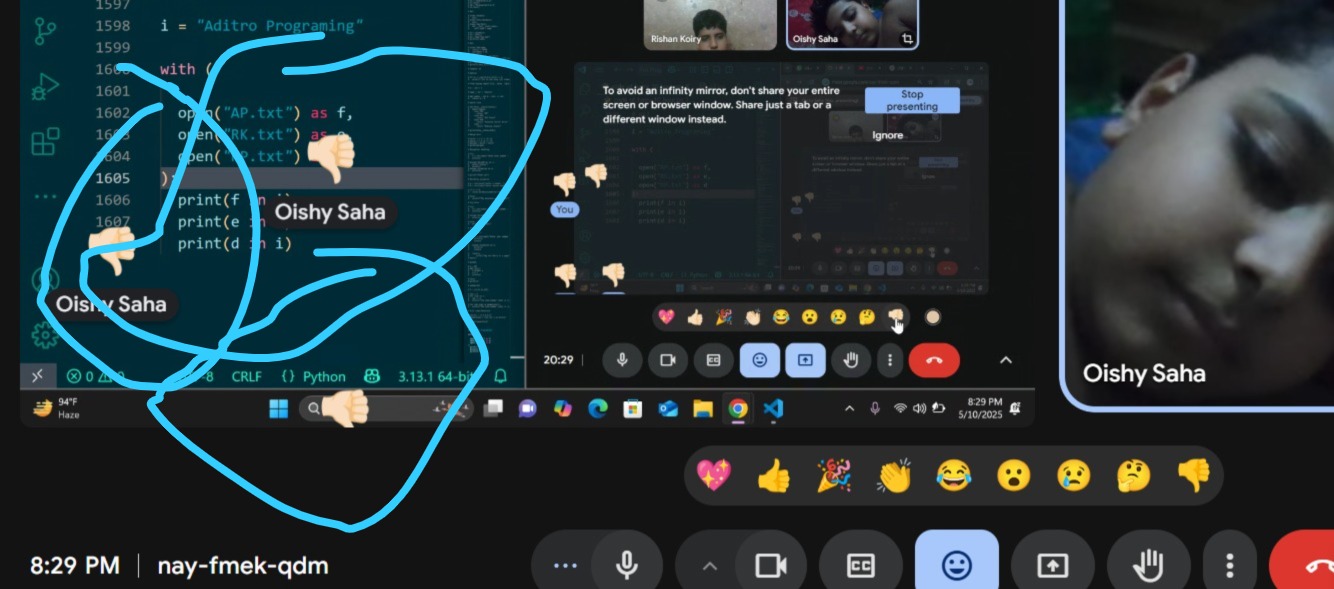 1597
1598 i = "Aditro Programing"
1599
1600 with (
1601
1602 open("AP.txt") as f,
1603 open("RK.txt") as e
1604 open(" P.txt")
1605 ):
1606 print(f in i)
Oishy Saha
1607 print(e in
print(d in i)
Oishy Saha
0 0
-8 CRLF {} Python 3.13.1 64-bit
94°F
Haze
8:29 PM
5/10/2025
Rishan Koiry
Oishy Saha
To avoid an infinity mirror, don't share your entire
screen or browser window. Share just a tab or a
different window instead.
Stop
presenting
Ignore
You
20:29
CC
Oishy Saha
8:29 PM | nay-fmek-qdm
CC